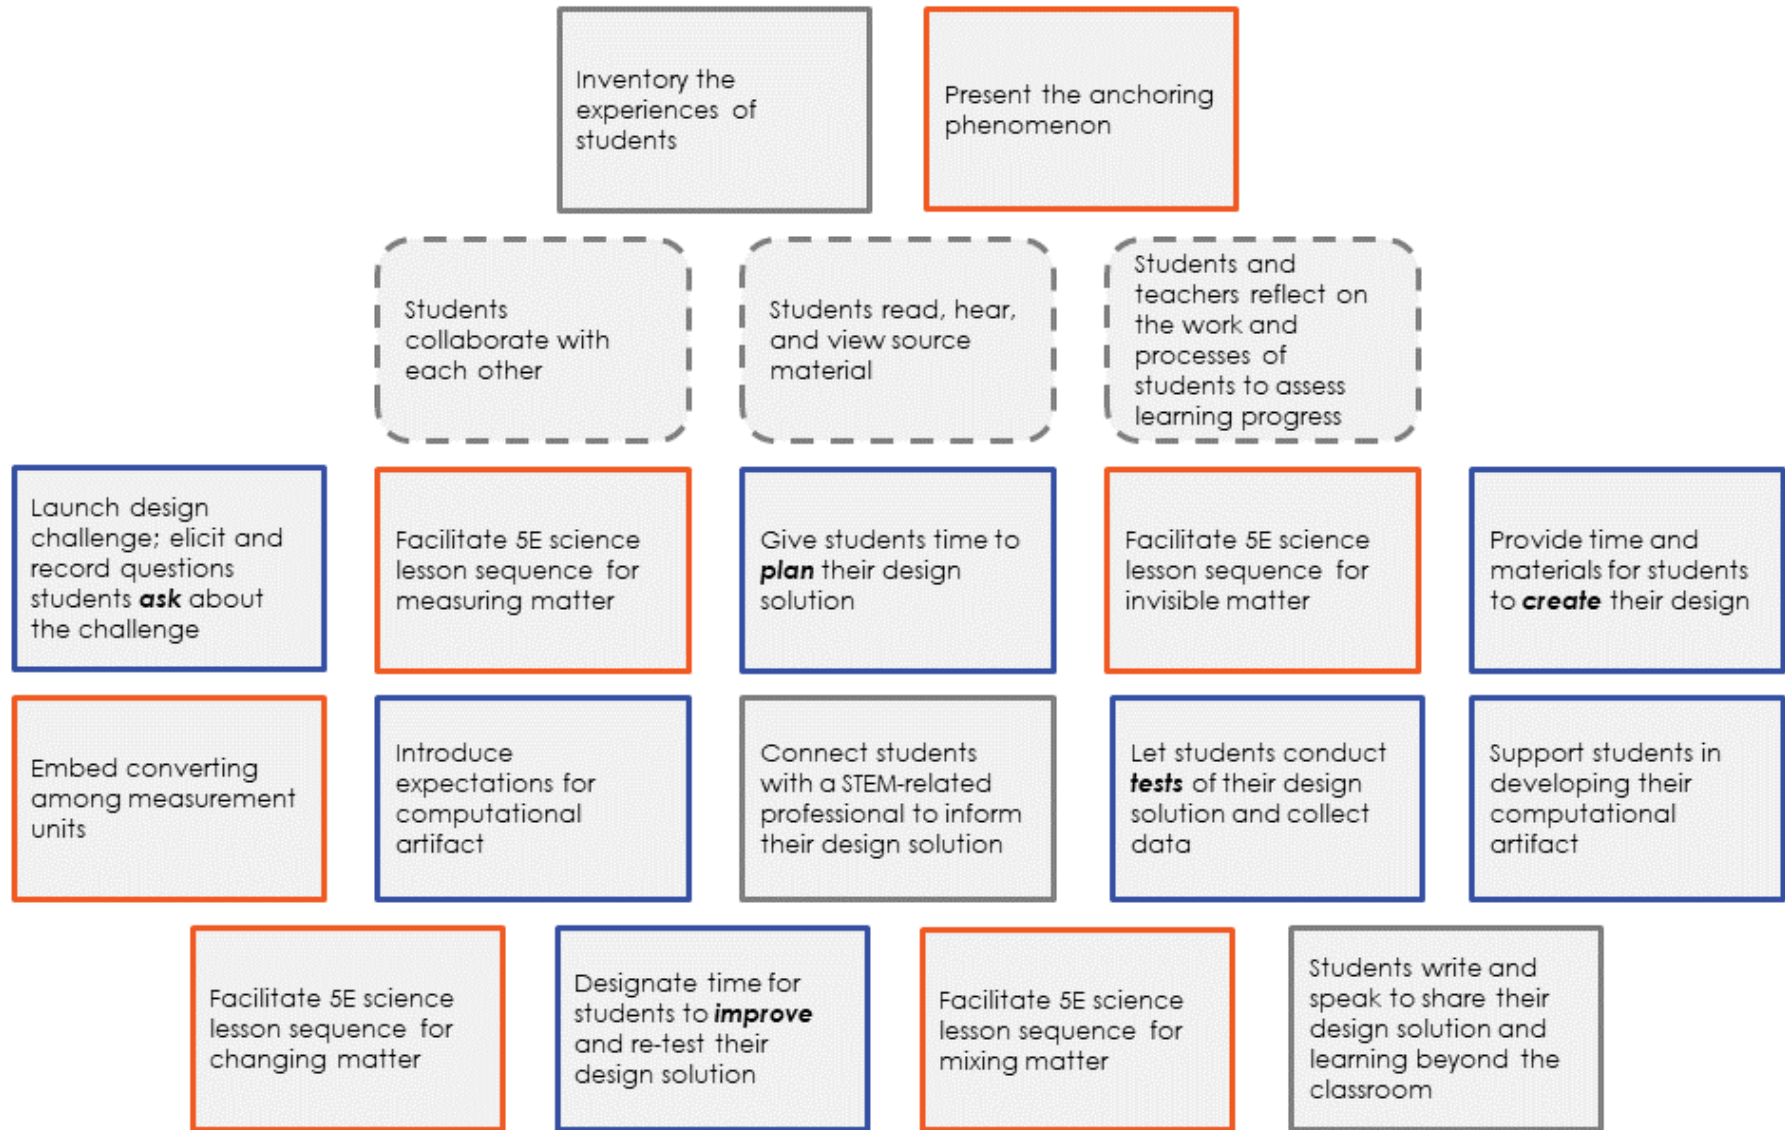 Inventory the
experiences of
students
Present the anchoring
phenomenon
Students
collaborate with
each other
Students read, hear,
and view source
material
Students and
teachers reflect on
the work and
processes of
students to assess
learning progress
Launch design
challenge; elicit and
record questions
students ask about
the challenge
Facilitate 5E science
lesson sequence for
measuring matter
Give students time to
plan their design
solution
Facilitate 5E science
lesson sequence for
invisible matter
Provide time and
materials for students
to create their design
Embed converting
among measurement
units
Introduce
expectations for
computational
artifact
Connect students
with a STEM-related
professional to inform
their design solution
Let students conduct
tests of their design
solution and collect
data
Support students in
developing their
computational
artifact
Facilitate 5E science
lesson sequence for
changing matter
Designate time for
students to improve
and re-test their
design solution
Facilitate 5E science
lesson sequence for
mixing matter
Students write and
speak to share their
design solution and
learning beyond the
classroom